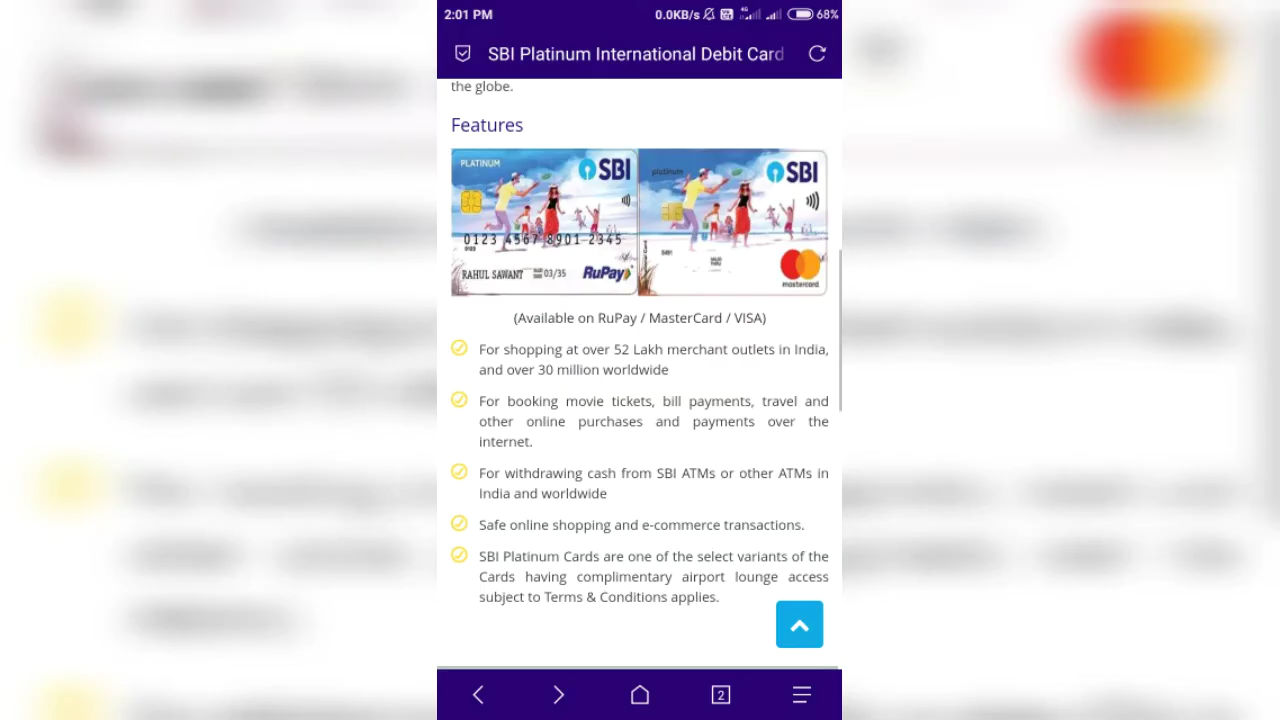 2:01 PM 0.0KB/s 4G 68%
SBI Platinum International Debit Card
the globe.
Features
PLATINUM SBI
platinum SBI
0123 4567 8901 2345
RAHUL SAWANT 03/35 RuPay
mastercard
(Available on RuPay / MasterCard / VISA)
For shopping at over 52 Lakh merchant outlets in India,
and over 30 million worldwide
For booking movie tickets, bill payments, travel and
other online purchases and payments over the
internet.
For withdrawing cash from SBI ATMs or other ATMs in
India and worldwide
Safe online shopping and e-commerce transactions.
SBI Platinum Cards are one of the select variants of the
Cards having complimentary airport lounge access
subject to Terms & Conditions applies.
2